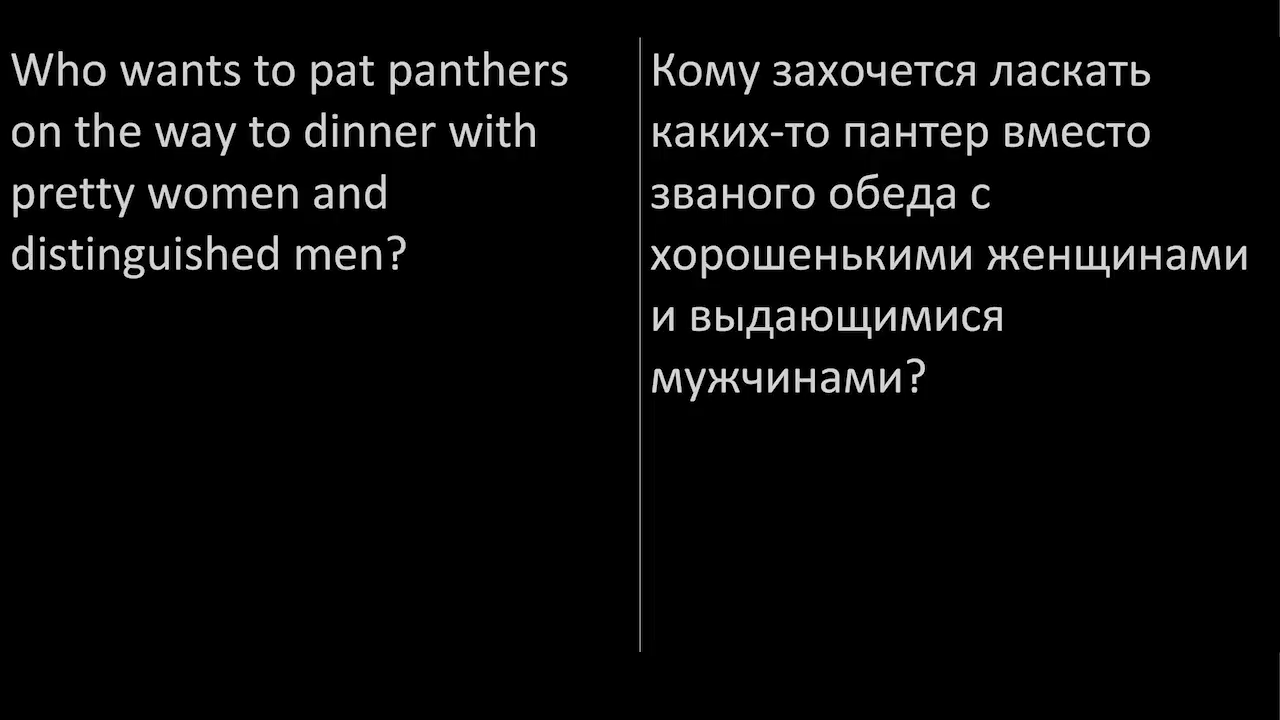 Who wants to pat panthers
on the way to dinner with
pretty women and
distinguished men?
Кому захочется ласкать
каких-то пантер вместо
званого обеда с
хорошенькими женщинами
и выдающимися
мужчинами?